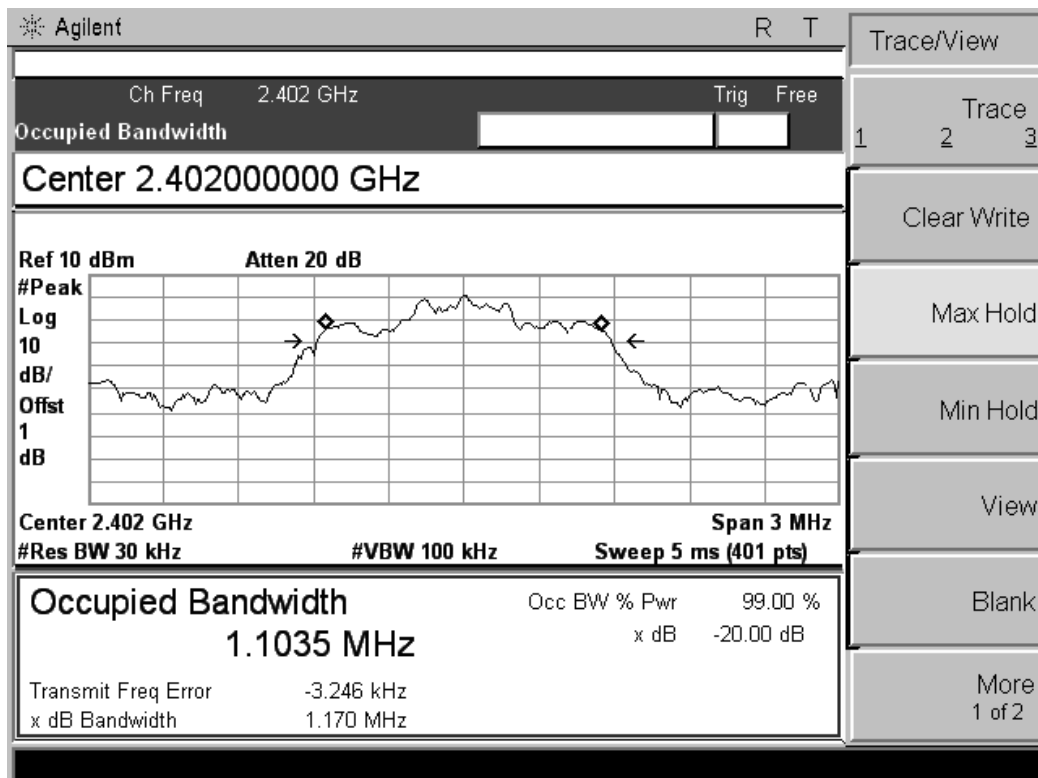 Agilent R T
Ch Freq 2.402 GHz Trig Free
Occupied Bandwidth
Center 2.402000000 GHz
Ref 10 dBm Atten 20 dB
#Peak
Log
10
dB/
Offst
1
dB
Center 2.402 GHz Span 3 MHz
#Res BW 30 kHz #VBW 100 kHz Sweep 5 ms (401 pts)
Occupied Bandwidth Occ BW % Pwr 99.00 %
1.1035 MHz x dB -20.00 dB
Transmit Freq Error -3.246 kHz
x dB Bandwidth 1.170 MHz
Trace/View
Trace
1 2 3
Clear Write
Max Hold
Min Hold
View
Blank
More
1 of 2